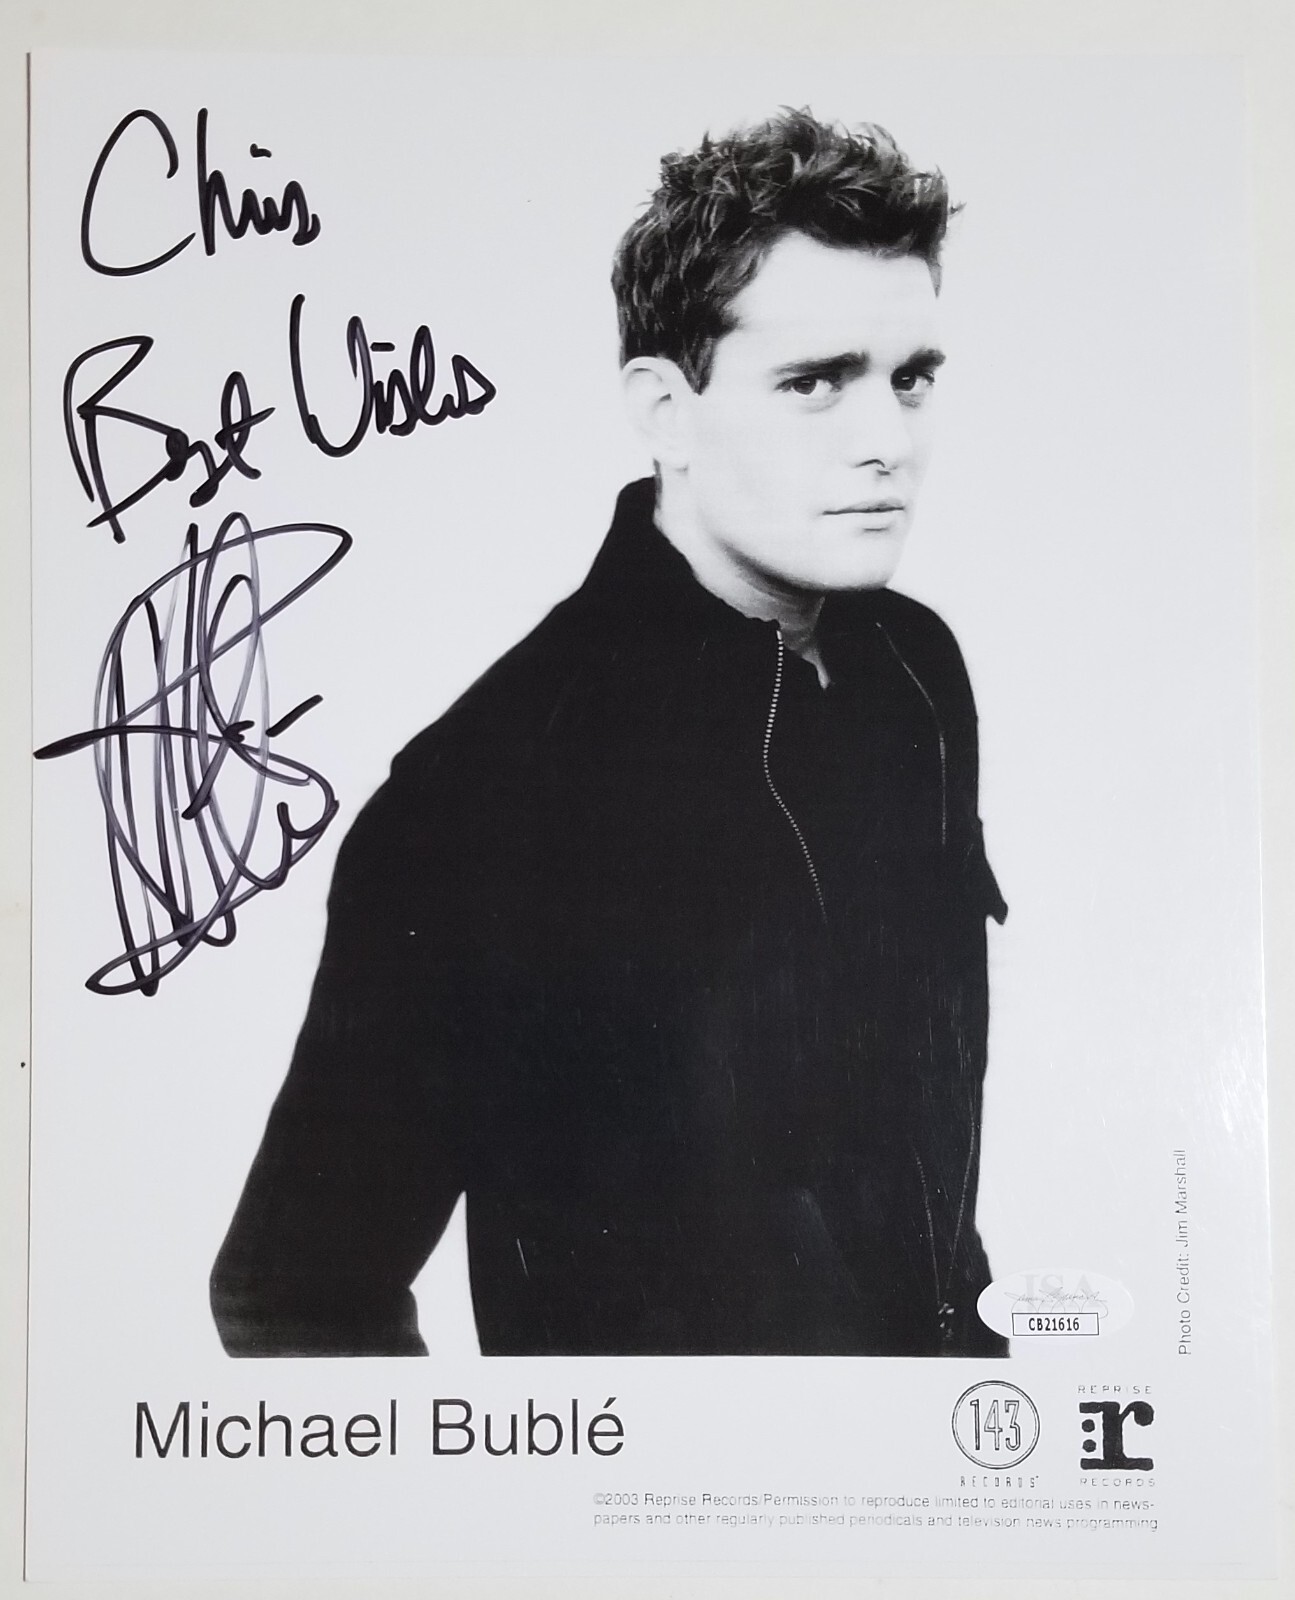 Chris
Best Wishes
Photo Credit: Jim Marshall
JSA
CB21616
Michael Bublé
143
RECORDS
REPRISE
r
RECORDS
©2003 Reprise Records/Permission to reproduce limited to editorial uses in news-
papers and other regularly published periodicals and television news programming